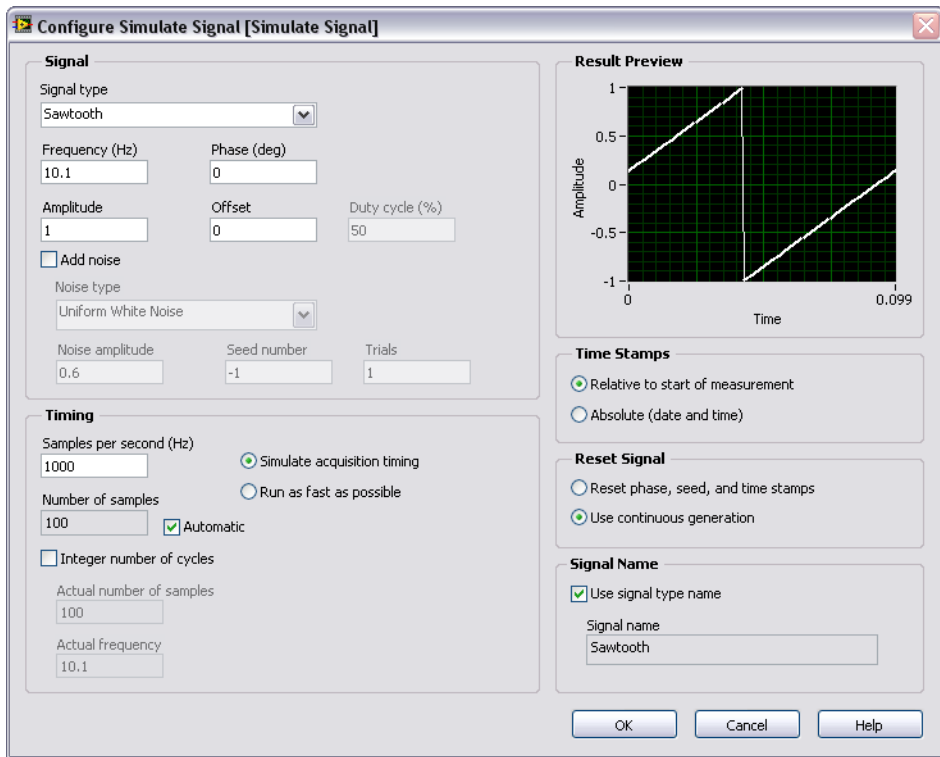 Configure Simulate Signal [Simulate Signal]
Signal
Signal type
Sawtooth
Frequency (Hz) Phase (deg)
10.1 0
Amplitude Offset Duty cycle (%)
1 0 50
Add noise
Noise type
Uniform White Noise
Noise amplitude Seed number Trials
0.6 -1 1
Timing
Samples per second (Hz)
1000
Simulate acquisition timing
Run as fast as possible
Number of samples
100 Automatic
Integer number of cycles
Actual number of samples
100
Actual frequency
10.1
Result Preview
1
0.5
0
-0.5
-1
Amplitude
0 0.099
Time
Time Stamps
Relative to start of measurement
Absolute (date and time)
Reset Signal
Reset phase, seed, and time stamps
Use continuous generation
Signal Name
Use signal type name
Signal name
Sawtooth
OK Cancel Help